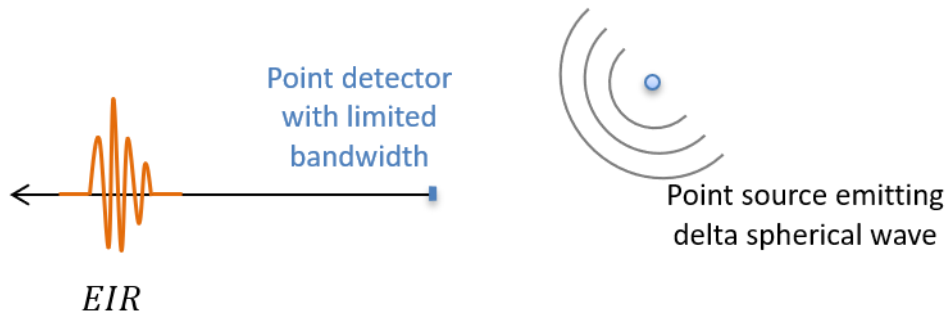 Point detector
with limited
bandwidth
Point source emitting
delta spherical wave
EIR